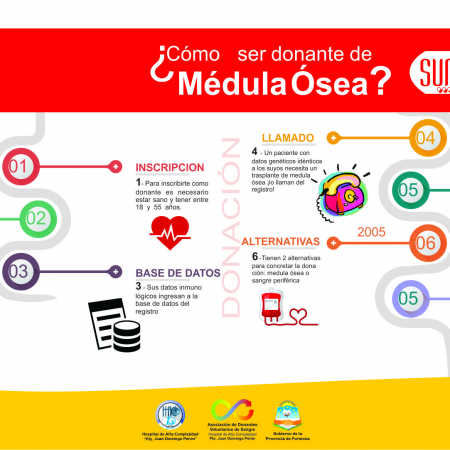 ¿Cómo ser donante de
Médula Ósea?
SUM
01
INSCRIPCION
1- Para inscribirte como
donante es necesario
estar sano y tener entre
18 y 55 años.
02
03
BASE DE DATOS
3 - Sus datos inmuno
lógicos ingresan a la
base de datos del
registro
DONACIÓN
LLAMADO
04
4 - Un paciente con
datos genéticos idénticos
a los suyos necesita un
trasplante de medula
ósea ¡lo llaman del
registro!
05
ALTERNATIVAS
2005
06
6 -Tienen 2 alternativas
para concretar la dona
ción: medula ósea o
sangre periférica
05
Hospital de Alta Complejidad
"Pte. Juan Domingo Perón"
Asociación de Donantes
Voluntarios de Sangre
Hospital de Alta Complejidad
"Pte. Juan Domingo Perón"
Gobierno de la
Provincia de Formosa